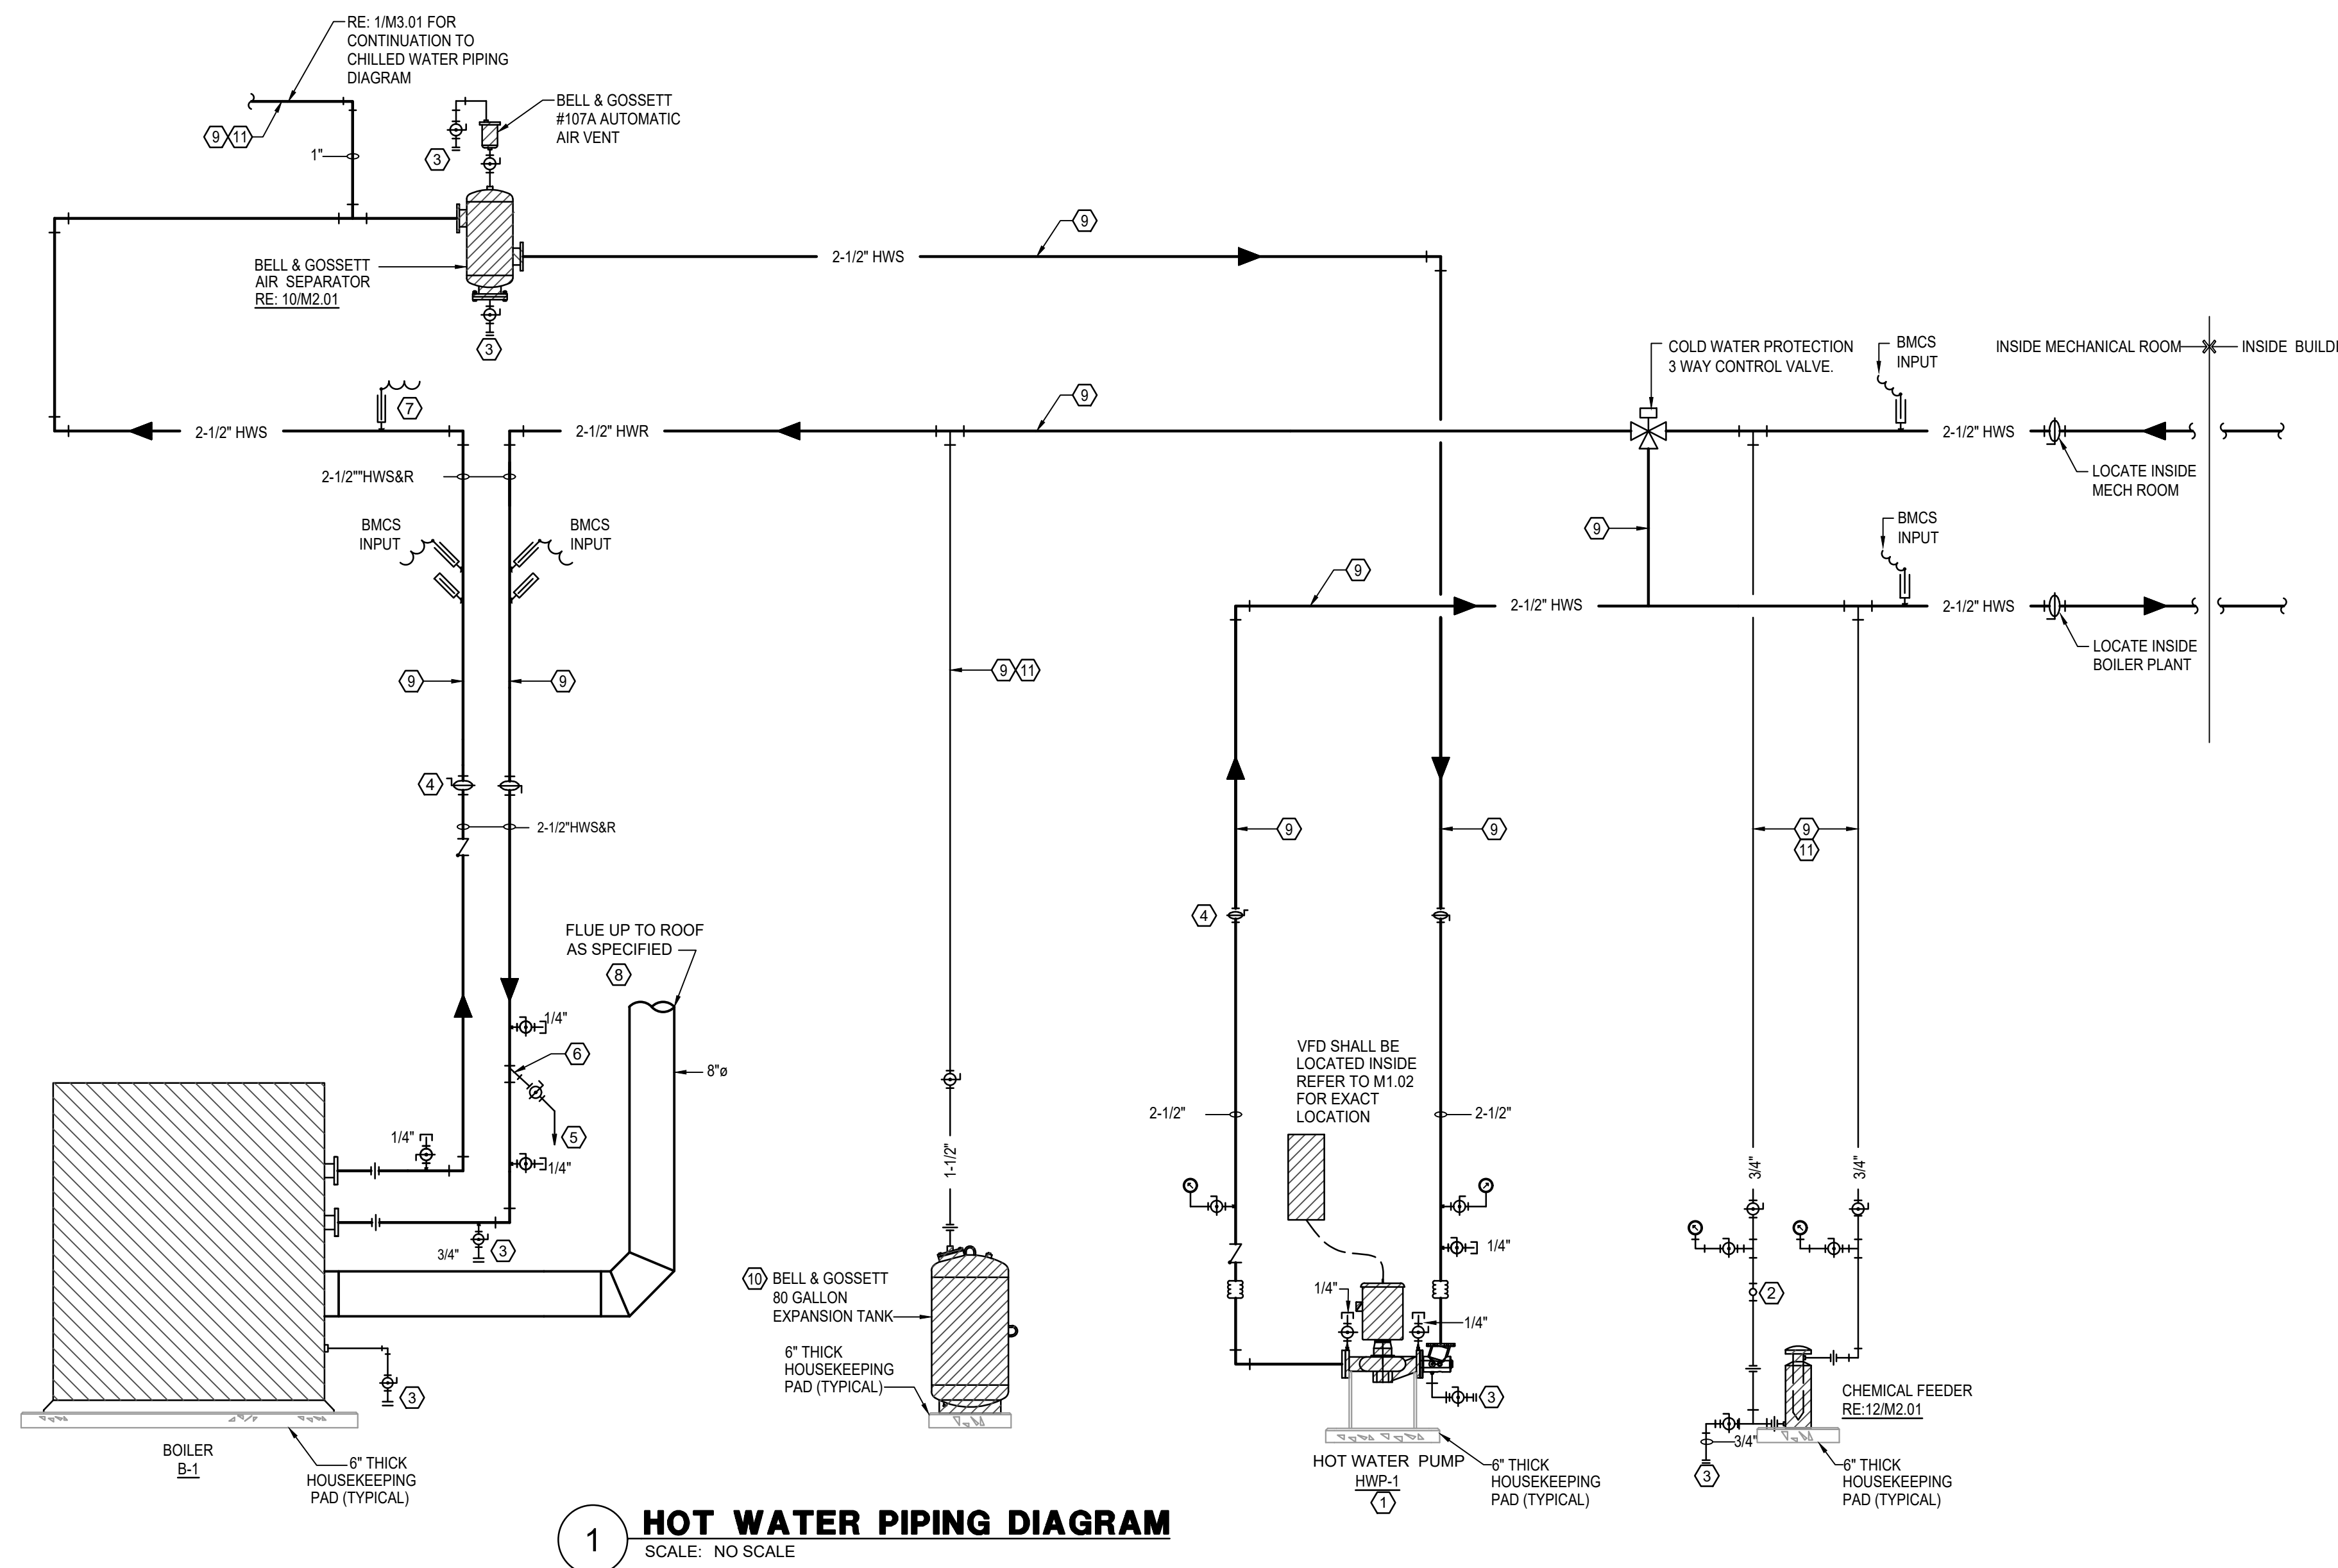 RE: 1/M3.01 FOR
CONTINUATION TO
CHILLED WATER PIPING
DIAGRAM
9 11
1"
3
BELL & GOSSETT
#107A AUTOMATIC
AIR VENT
BELL & GOSSETT
AIR SEPARATOR
RE: 10/M2.01
3
2-1/2" HWS
9
COLD WATER PROTECTION
3 WAY CONTROL VALVE.
BMCS
INPUT
INSIDE MECHANICAL ROOM
INSIDE BUILDI
2-1/2" HWS
7
2-1/2" HWR
9
2-1/2" HWS
LOCATE INSIDE
MECH ROOM
2-1/2""HWS&R
BMCS
INPUT
BMCS
INPUT
9
BMCS
INPUT
9
2-1/2" HWS
2-1/2" HWS
LOCATE INSIDE
BOILER PLANT
9
9
9 11
4
2-1/2"HWS&R
9
9
9
11
4
FLUE UP TO ROOF
AS SPECIFIED
8
1/4"
6
8"ø
5
1/4"
1/4"
3/4"
3
3
VFD SHALL BE
LOCATED INSIDE
REFER TO M1.02
FOR EXACT
LOCATION
2-1/2"
2-1/2"
1-1/2"
3/4"
3/4"
1/4"
1/4"
1/4"
2
10 BELL & GOSSETT
80 GALLON
EXPANSION TANK
6" THICK
HOUSEKEEPING
PAD (TYPICAL)
3
CHEMICAL FEEDER
RE:12/M2.01
3/4"
3
BOILER
B-1
6" THICK
HOUSEKEEPING
PAD (TYPICAL)
HOT WATER PUMP
HWP-1
1
6" THICK
HOUSEKEEPING
PAD (TYPICAL)
6" THICK
HOUSEKEEPING
PAD (TYPICAL)
1
HOT WATER PIPING DIAGRAM
SCALE: NO SCALE